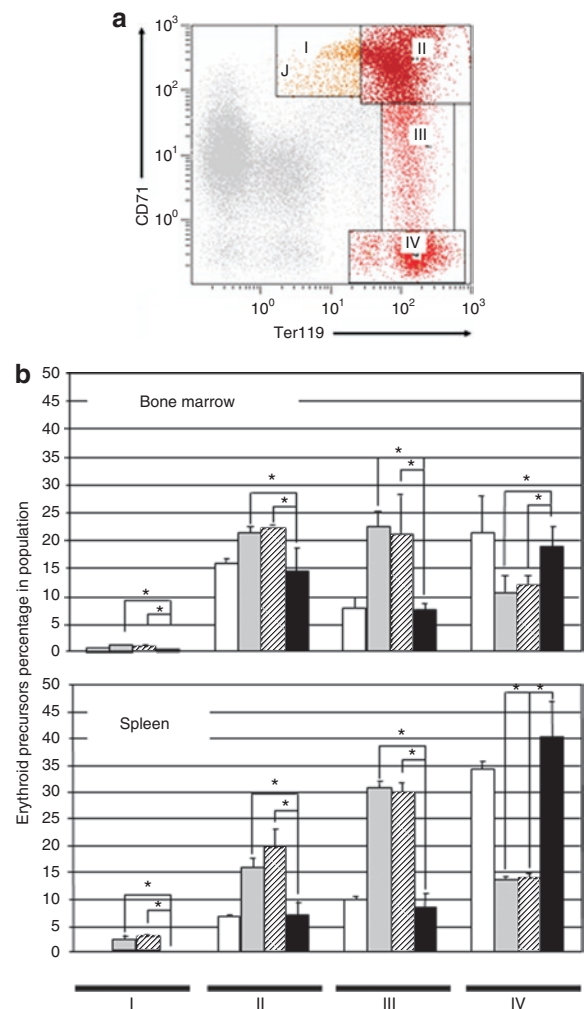 a
10³
10²
10¹
10⁰
CD71
I
J
II
III
IV
10⁰
10¹
10²
10³
Ter119
b
Erythroid precursors percentage in population
50
45
40
35
30
25
20
15
10
5
0
Bone marrow
*
*
*
*
*
*
*
*
50
45
40
35
30
25
20
15
10
5
0
Spleen
*
*
*
*
*
*
*
*
I
II
III
IV